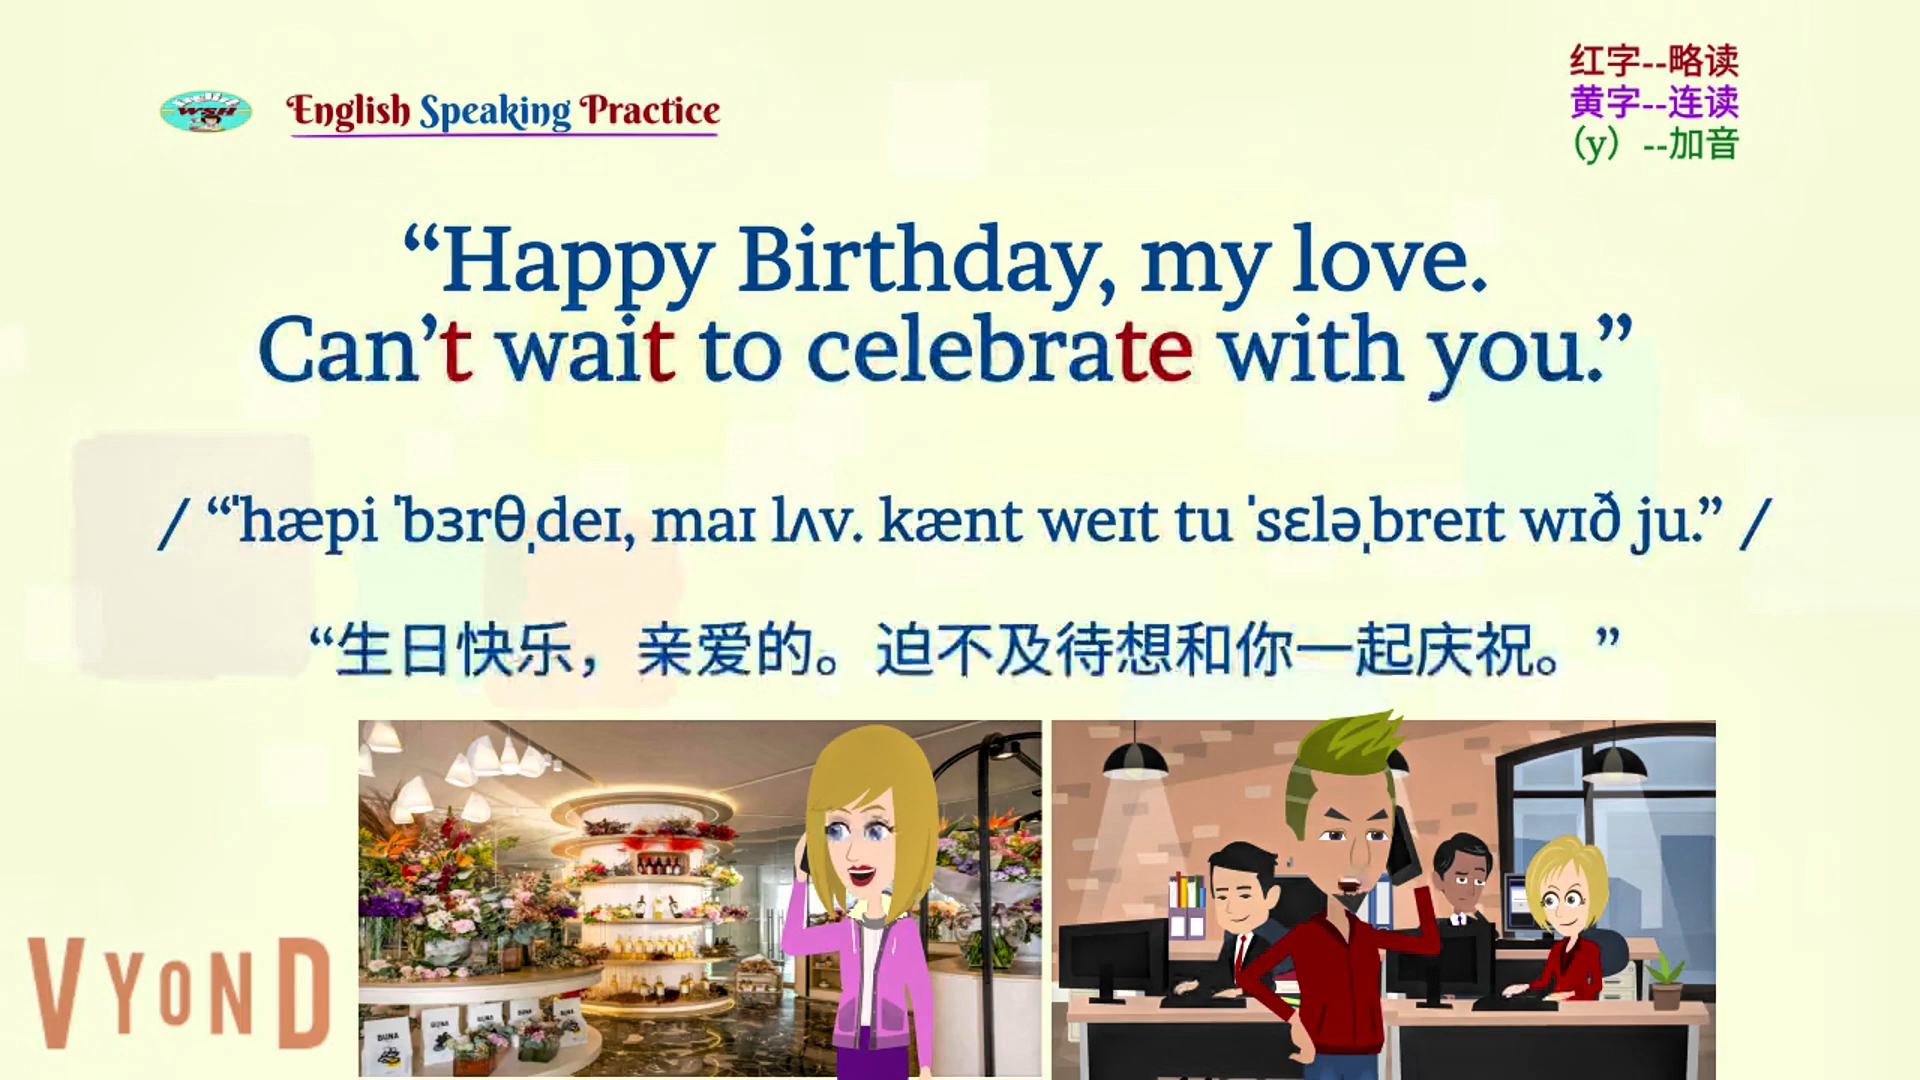 English Speaking Practice
红字--略读
黄字--连读
（y）--加音
“Happy Birthday, my love.
Can’t wait to celebrate with you.”
/ “ˈhæpi ˈbɜrθˌdeɪ, maɪ lʌv. kænt weɪt tu ˈsɛləˌbreɪt wɪð ju.” /
“生日快乐，亲爱的。迫不及待想和你一起庆祝。”
VYOND